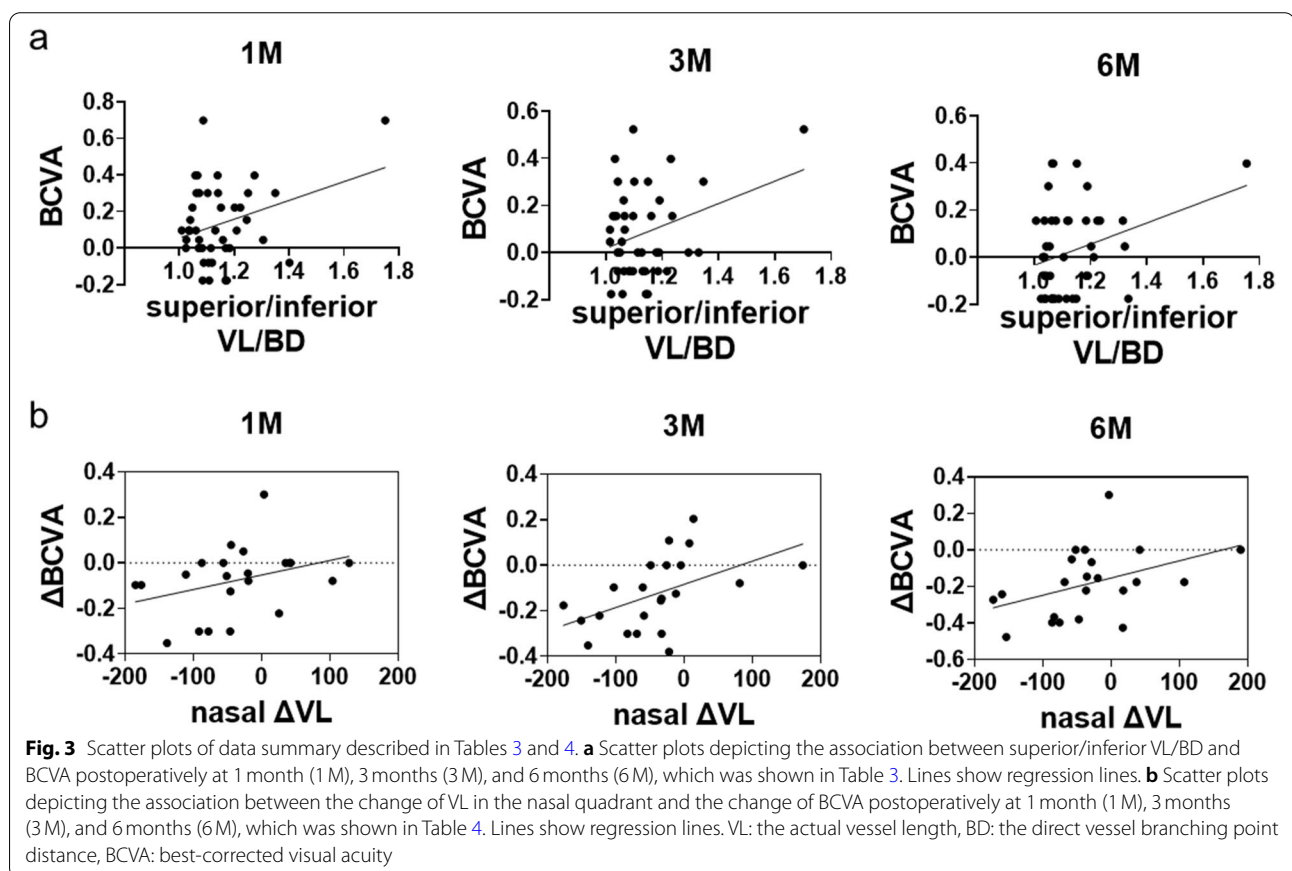 a
1M
3M
6M
0.8
0.6
0.4
0.2
0.0
-0.2
BCVA
1.0 1.2 1.4 1.6 1.8
superior/inferior
VL/BD
0.6
0.4
0.2
0.0
-0.2
BCVA
1.0 1.2 1.4 1.6 1.8
superior/inferior
VL/BD
0.6
0.4
0.2
0.0
-0.2
BCVA
1.0 1.2 1.4 1.6 1.8
superior/inferior
VL/BD
b
1M
3M
6M
0.4
0.2
0.0
-0.2
-0.4
ΔBCVA
-200 -100 0 100 200
nasal ΔVL
0.4
0.2
0.0
-0.2
-0.4
ΔBCVA
-200 -100 0 100 200
nasal ΔVL
0.4
0.2
0.0
-0.2
-0.4
-0.6
ΔBCVA
-200 -100 0 100 200
nasal ΔVL
Fig. 3 Scatter plots of data summary described in Tables 3 and 4. a Scatter plots depicting the association between superior/inferior VL/BD and
BCVA postoperatively at 1 month (1 M), 3 months (3 M), and 6 months (6 M), which was shown in Table 3. Lines show regression lines. b Scatter plots
depicting the association between the change of VL in the nasal quadrant and the change of BCVA postoperatively at 1 month (1 M), 3 months
(3 M), and 6 months (6 M), which was shown in Table 4. Lines show regression lines. VL: the actual vessel length, BD: the direct vessel branching point
distance, BCVA: best-corrected visual acuity